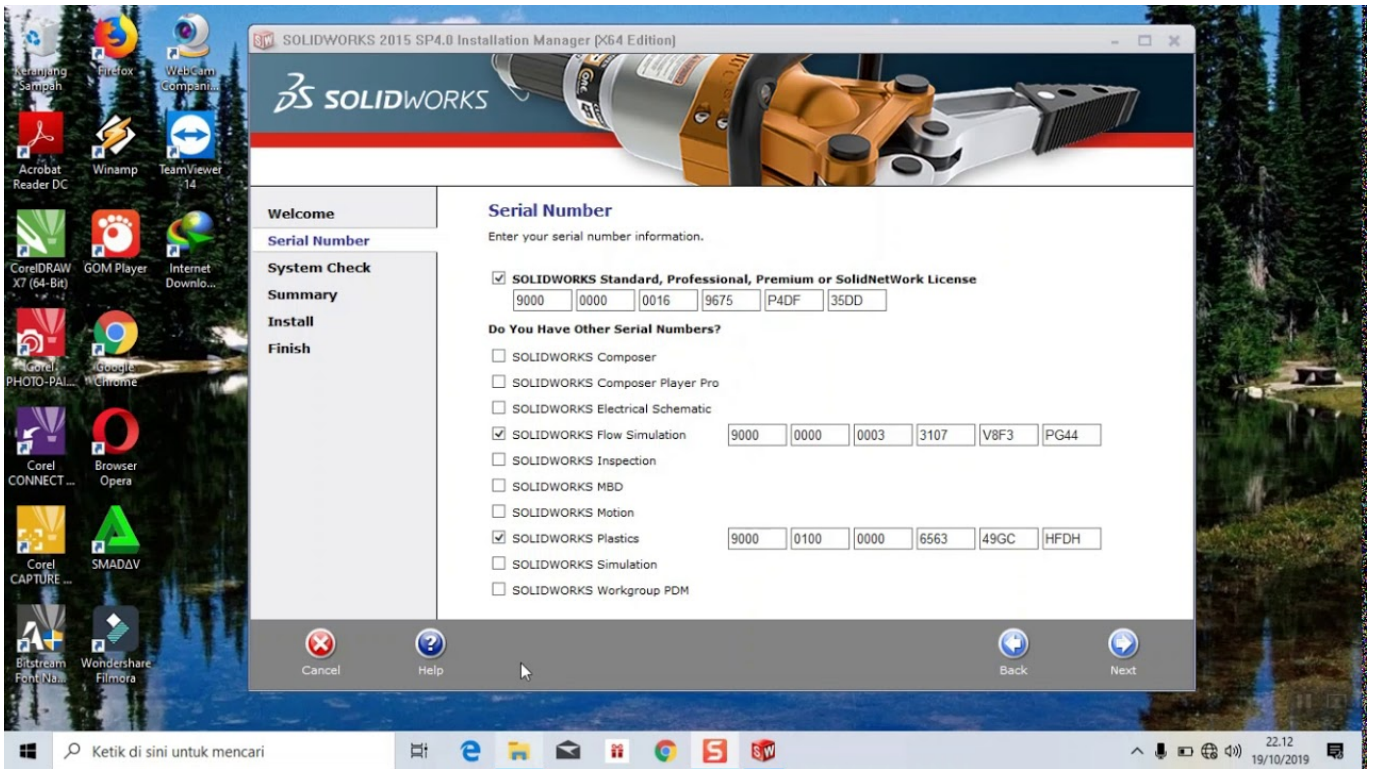 SOLIDWORKS 2015 SP4.0 Installation Manager (X64 Edition)
SOLIDWORKS
Keranjang Sampah
Firefox
WebCam Compani...
Acrobat Reader DC
Winamp
TeamViewer 14
CorelDRAW X7 (64-Bit)
GOM Player
Internet Downlo...
Corel PHOTO-PAI...
Google Chrome
Corel CONNECT ...
Browser Opera
Corel CAPTURE ...
SMADΔV
Bitstream Font Na...
Wondershare Filmora
Welcome
Serial Number
System Check
Summary
Install
Finish
Serial Number
Enter your serial number information.
SOLIDWORKS Standard, Professional, Premium or SolidNetWork License
9000 0000 0016 9675 P4DF 35DD
Do You Have Other Serial Numbers?
SOLIDWORKS Composer
SOLIDWORKS Composer Player Pro
SOLIDWORKS Electrical Schematic
SOLIDWORKS Flow Simulation 9000 0000 0003 3107 V8F3 PG44
SOLIDWORKS Inspection
SOLIDWORKS MBD
SOLIDWORKS Motion
SOLIDWORKS Plastics 9000 0100 0000 6563 49GC HFDH
SOLIDWORKS Simulation
SOLIDWORKS Workgroup PDM
Cancel Help Back Next
Ketik di sini untuk mencari
22.12
19/10/2019